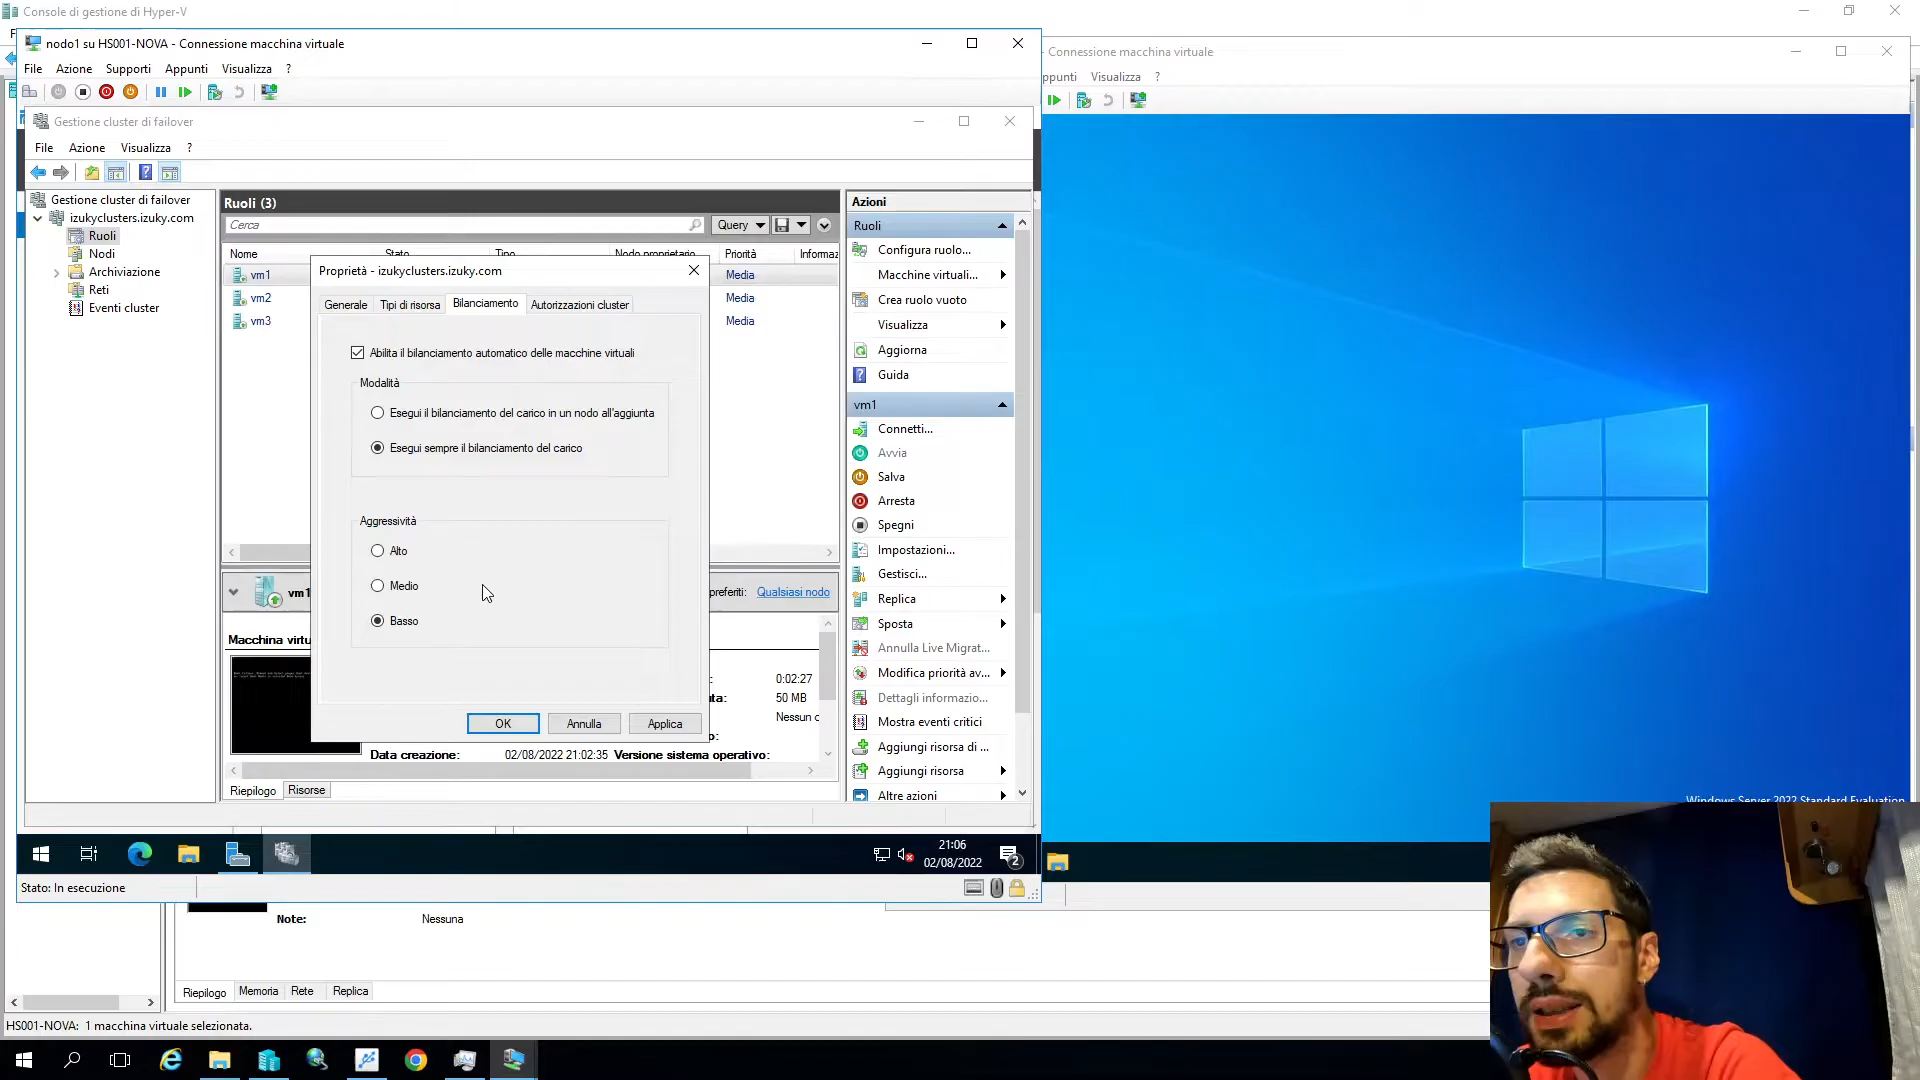 Console di gestione di Hyper-V
nodo1 su HS001-NOVA - Connessione macchina virtuale
File Azione Supporti Appunti Visualizza ?
Gestione cluster di failover
File Azione Visualizza ?
Gestione cluster di failover
izukyclusters.izuky.com
Ruoli
Nodi
Archiviazione
Reti
Eventi cluster
Ruoli (3)
Cerca
Query
Nome Stato Tipo Nodo proprietario Priorità Informaz
vm1 Media
vm2 Media
vm3 Media
Proprietà - izukyclusters.izuky.com
Generale Tipi di risorsa Bilanciamento Autorizzazioni cluster
Abilita il bilanciamento automatico delle macchine virtuali
Modalità
Esegui il bilanciamento del carico in un nodo all'aggiunta
Esegui sempre il bilanciamento del carico
Aggressività
Alto
Medio
Basso
OK Annulla Applica
vm1
preferiti: Qualsiasi nodo
Macchina virtu
0:02:27
ta: 50 MB
Nessun c
o:
Data creazione: 02/08/2022 21:02:35 Versione sistema operativo:
Riepilogo Risorse
Azioni
Ruoli
Configura ruolo...
Macchine virtuali...
Crea ruolo vuoto
Visualizza
Aggiorna
Guida
vm1
Connetti...
Avvia
Salva
Arresta
Spegni
Impostazioni...
Gestisci...
Replica
Sposta
Annulla Live Migrat...
Modifica priorità av...
Dettagli informazio...
Mostra eventi critici
Aggiungi risorsa di ...
Aggiungi risorsa
Altre azioni
21:06
02/08/2022
2
Stato: In esecuzione
- Connessione macchina virtuale
ppunti Visualizza ?
Windows Server 2022 Standard Evaluation
Note: Nessuna
Riepilogo Memoria Rete Replica
HS001-NOVA: 1 macchina virtuale selezionata.